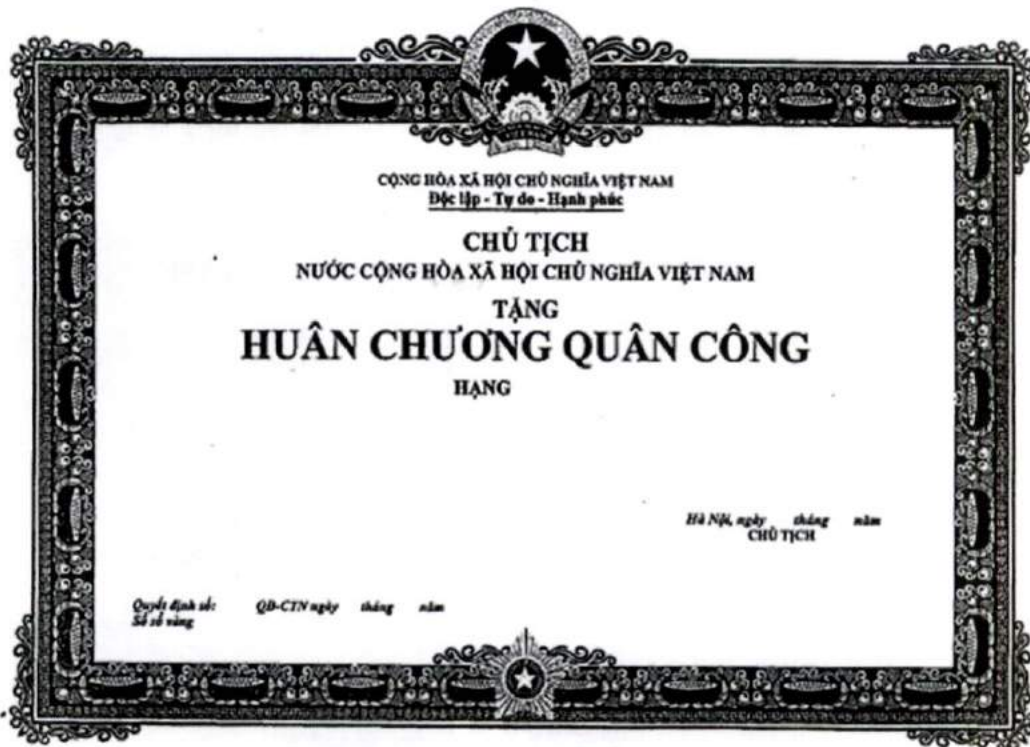 CỘNG HÒA XÃ HỘI CHỦ NGHĨA VIỆT NAM
Độc lập - Tự do - Hạnh phúc
CHỦ TỊCH
NƯỚC CỘNG HÒA XÃ HỘI CHỦ NGHĨA VIỆT NAM
TẶNG
HUÂN CHƯƠNG QUÂN CÔNG
HẠNG
Hà Nội, ngày tháng năm
CHỦ TỊCH
Quyết định số: QĐ-CTN ngày tháng năm
Số sổ vàng